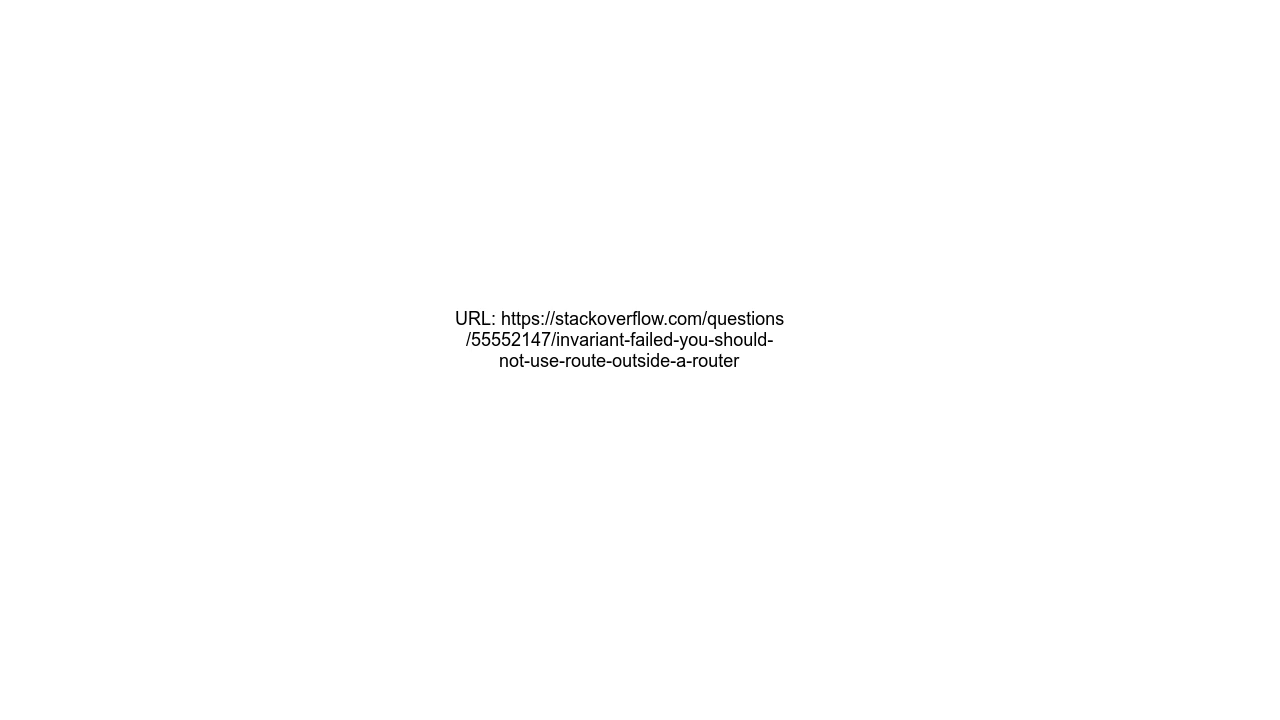 URL: https://stackoverflow.com/questions
/55552147/invariant-failed-you-should-
not-use-route-outside-a-router